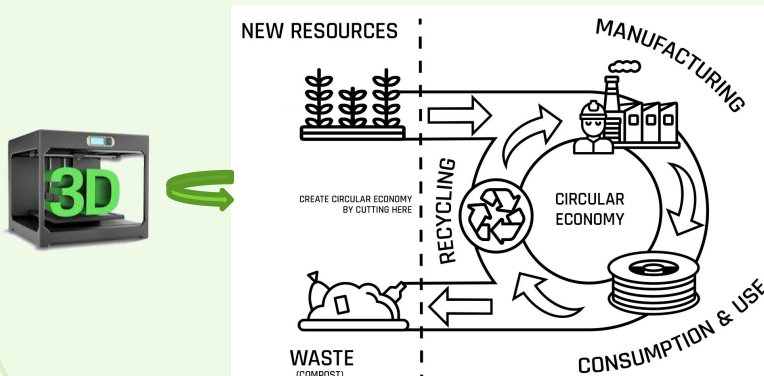 3D
NEW RESOURCES
MANUFACTURING
CREATE CIRCULAR ECONOMY
BY CUTTING HERE
RECYCLING
CIRCULAR
ECONOMY
CONSUMPTION & USE
WASTE
(COMPOST)